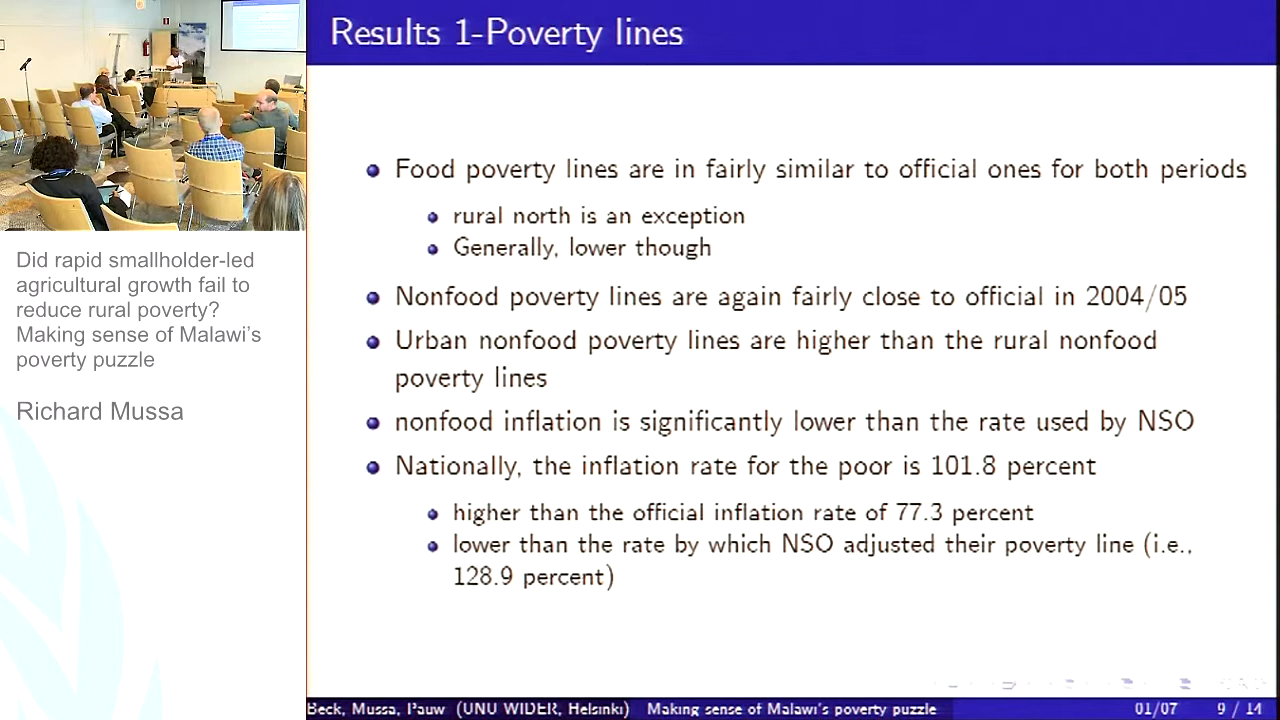 Results 1-Poverty lines
Food poverty lines are in fairly similar to official ones for both periods
rural north is an exception
Generally, lower though
Nonfood poverty lines are again fairly close to official in 2004/05
Urban nonfood poverty lines are higher than the rural nonfood
poverty lines
nonfood inflation is significantly lower than the rate used by NSO
Nationally, the inflation rate for the poor is 101.8 percent
higher than the official inflation rate of 77.3 percent
lower than the rate by which NSO adjusted their poverty line (i.e.,
128.9 percent)
Did rapid smallholder-led
agricultural growth fail to
reduce rural poverty?
Making sense of Malawi's
poverty puzzle
Richard Mussa
Beck, Mussa, Pauw (UNU WIDER, Helsinki) Making sense of Malawi's poverty puzzle 01/07 9 / 14